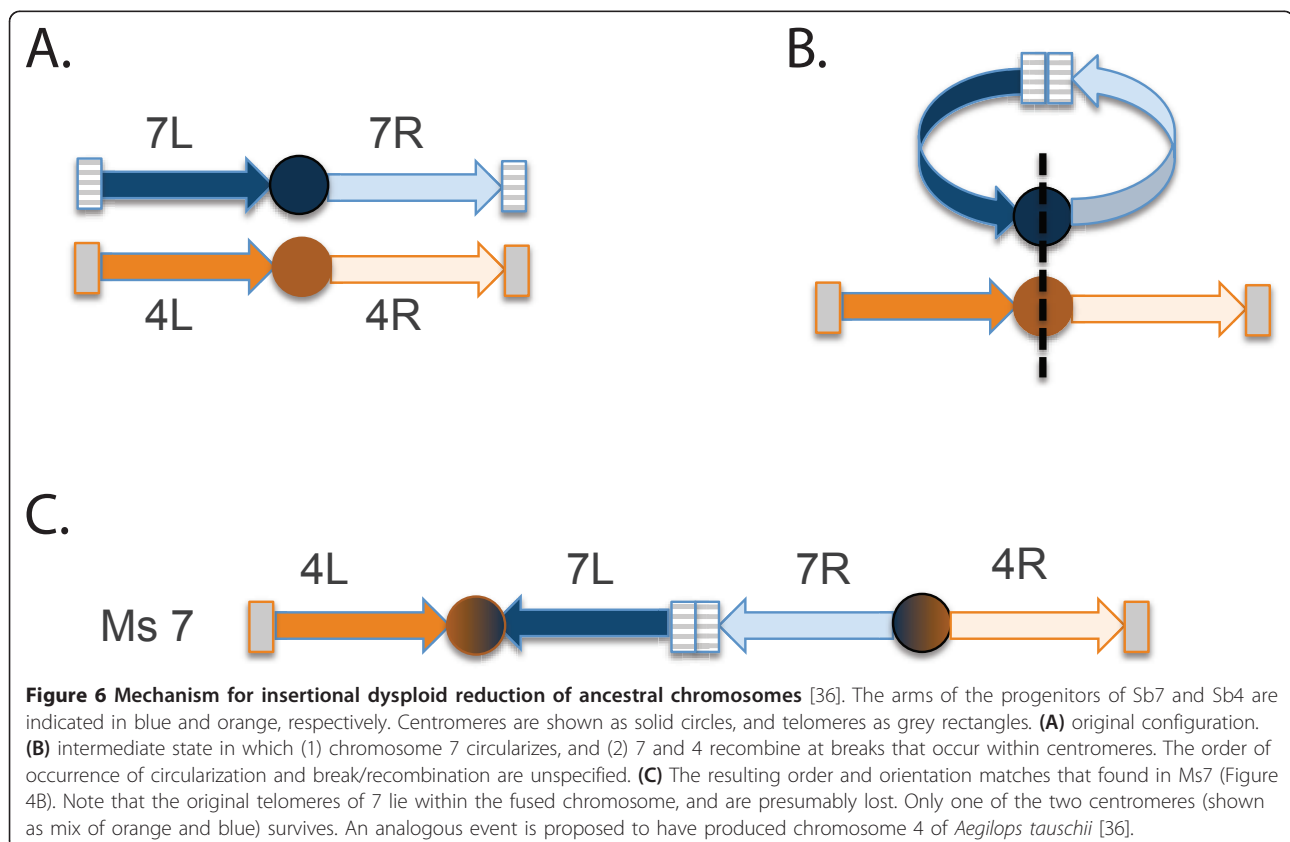 A.
B.
7L 7R
4L 4R
C.
4L 7L 7R 4R
Ms 7
Figure 6 Mechanism for insertional dysploid reduction of ancestral chromosomes [36]. The arms of the progenitors of Sb7 and Sb4 are
indicated in blue and orange, respectively. Centromeres are shown as solid circles, and telomeres as grey rectangles. (A) original configuration.
(B) intermediate state in which (1) chromosome 7 circularizes, and (2) 7 and 4 recombine at breaks that occur within centromeres. The order of
occurrence of circularization and break/recombination are unspecified. (C) The resulting order and orientation matches that found in Ms7 (Figure
4B). Note that the original telomeres of 7 lie within the fused chromosome, and are presumably lost. Only one of the two centromeres (shown
as mix of orange and blue) survives. An analogous event is proposed to have produced chromosome 4 of Aegilops tauschii [36].